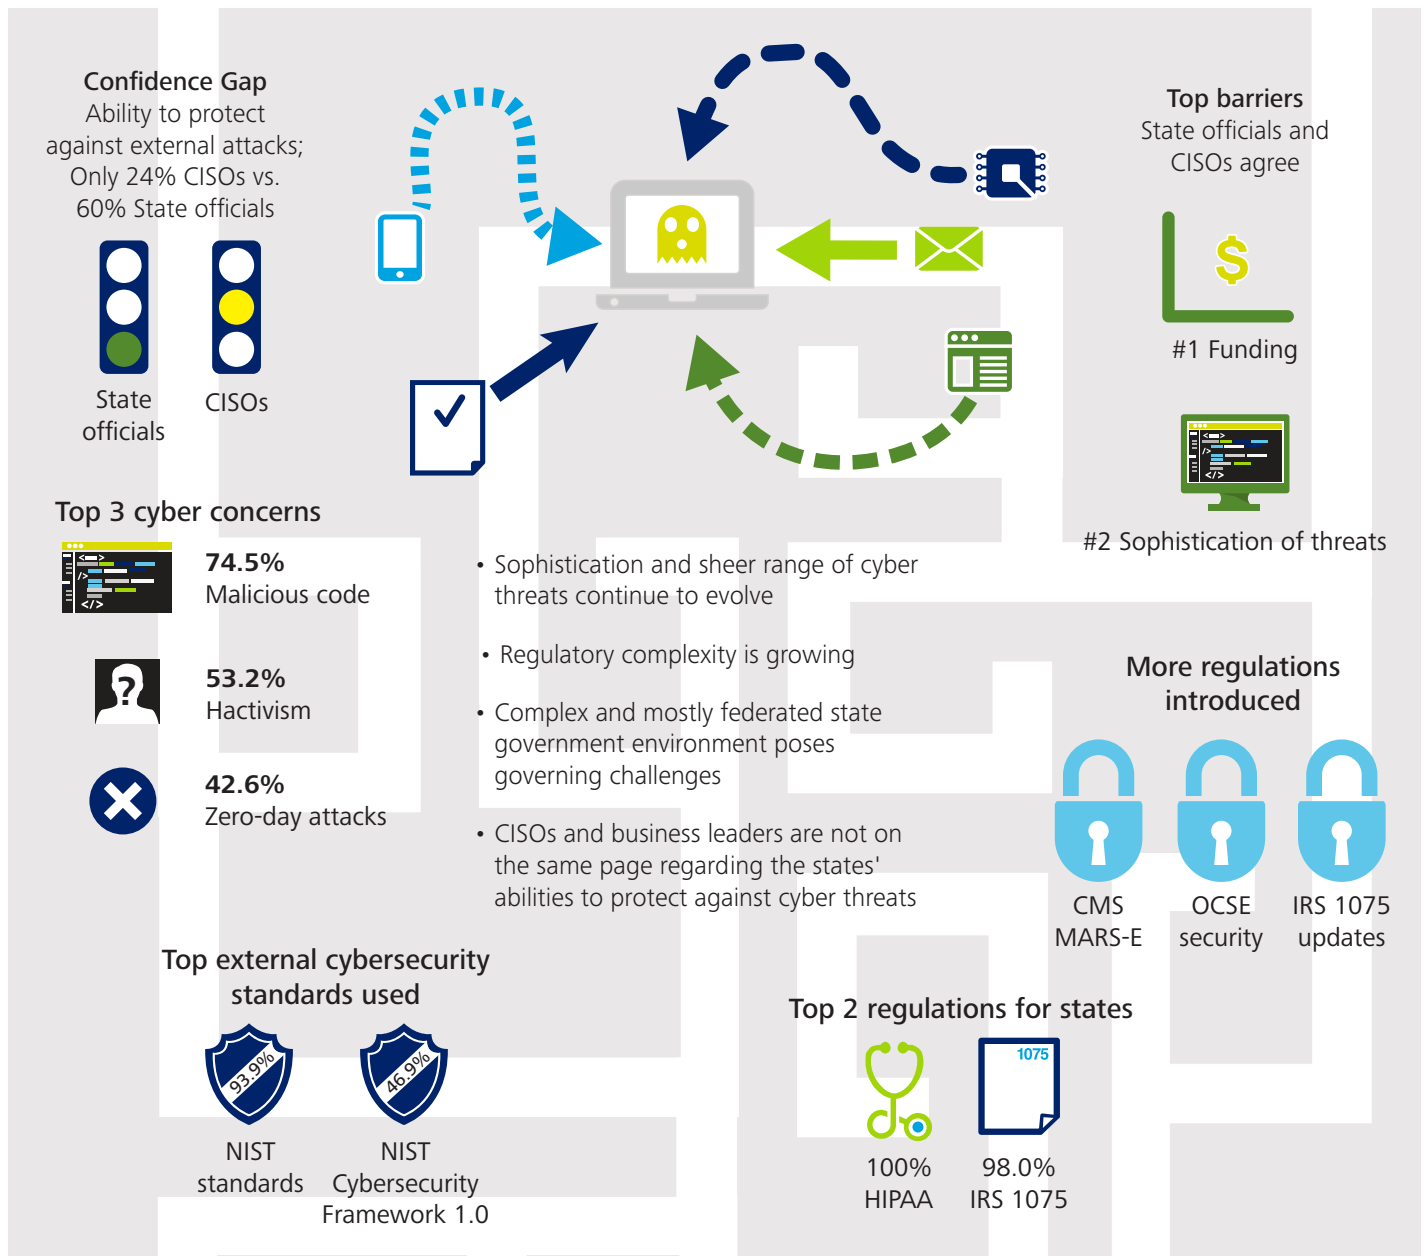 Confidence Gap
Ability to protect
against external attacks;
Only 24% CISOs vs.
60% State officials
State
officials
CISOs
Top barriers
State officials and
CISOs agree
$
#1 Funding
</>
#2 Sophistication of threats
Top 3 cyber concerns
</>
74.5%
Malicious code
?
53.2%
Hactivism
42.6%
Zero-day attacks
• Sophistication and sheer range of cyber
threats continue to evolve
• Regulatory complexity is growing
• Complex and mostly federated state
government environment poses
governing challenges
• CISOs and business leaders are not on
the same page regarding the states'
abilities to protect against cyber threats
More regulations
introduced
CMS
MARS-E
OCSE
security
IRS 1075
updates
Top external cybersecurity
standards used
93.9%
NIST
standards
46.9%
NIST
Cybersecurity
Framework 1.0
Top 2 regulations for states
100%
HIPAA
1075
98.0%
IRS 1075